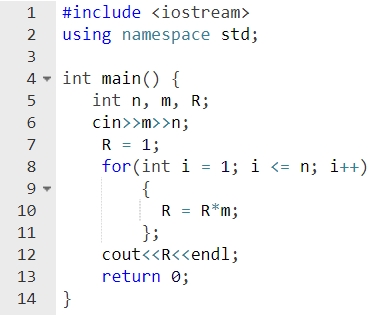 1 #include <iostream>
2 using namespace std;
3
4 int main() {
5 int n, m, R;
6 cin>>m>>n;
7 R = 1;
8 for(int i = 1; i <= n; i++)
9 {
10 R = R*m;
11 };
12 cout<<R<<endl;
13 return 0;
14 }